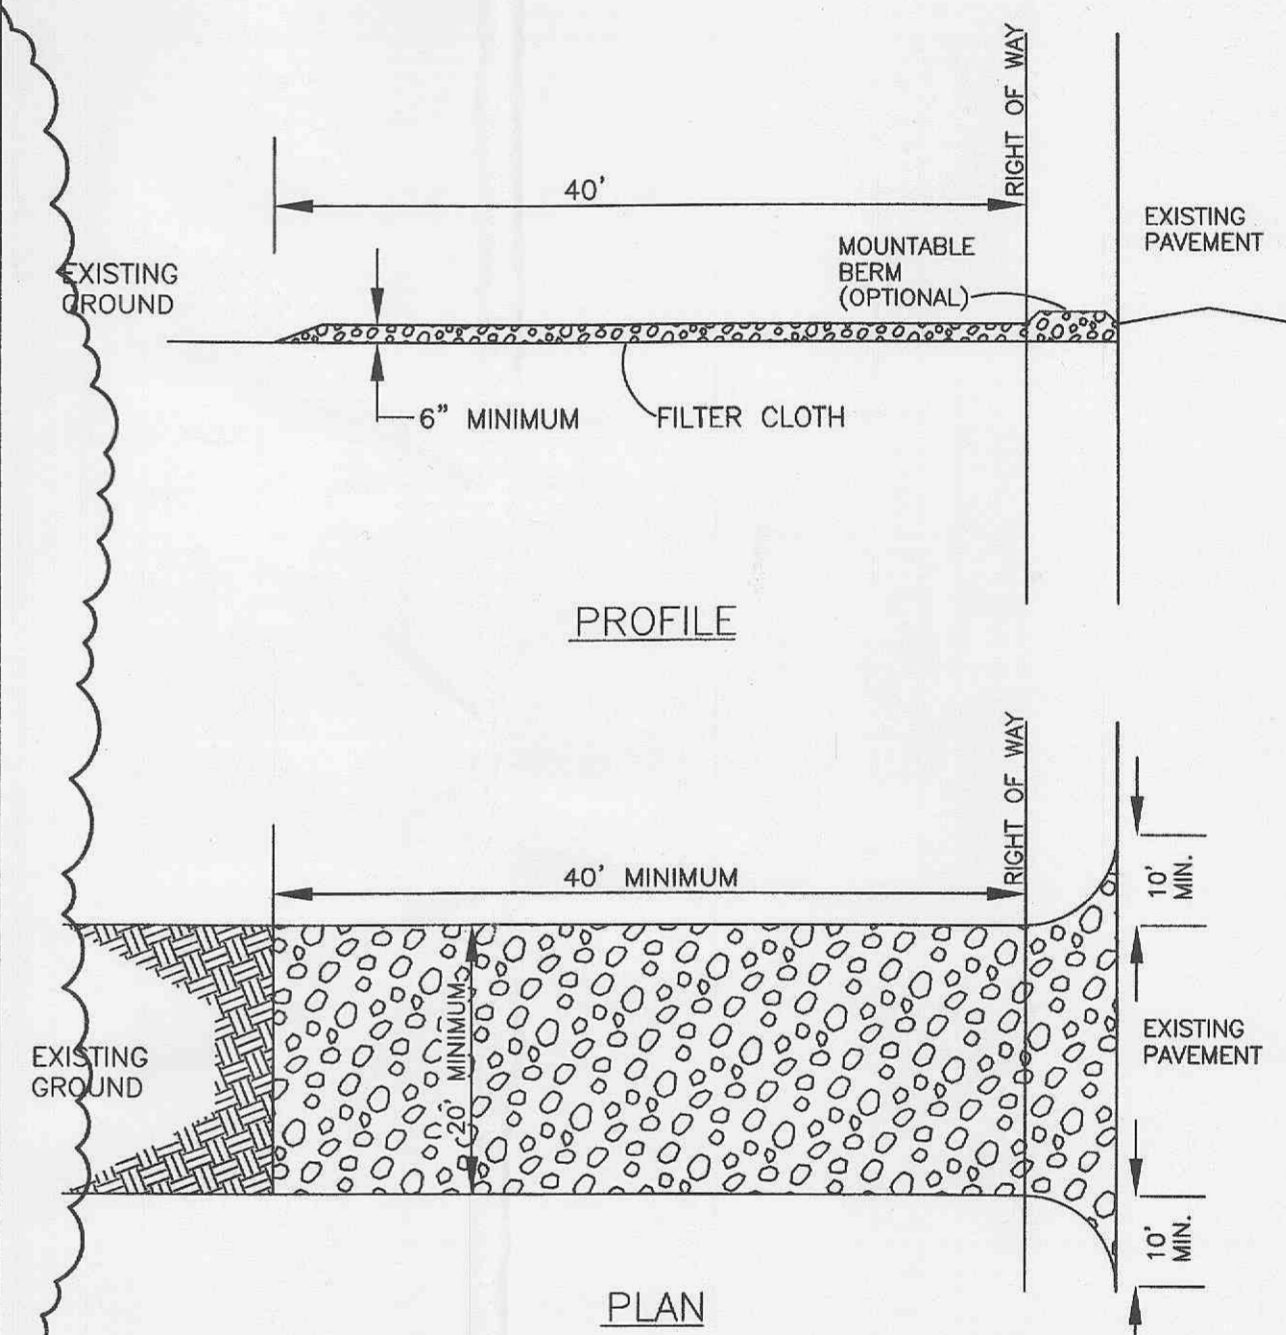 RIGHT OF WAY
40'
EXISTING
PAVEMENT
MOUNTABLE
BERM
(OPTIONAL)
EXISTING
GROUND
6" MINIMUM
FILTER CLOTH
PROFILE
RIGHT OF WAY
40' MINIMUM
10'
MIN.
20' MINIMUM
EXISTING
PAVEMENT
EXISTING
GROUND
10'
MIN.
PLAN